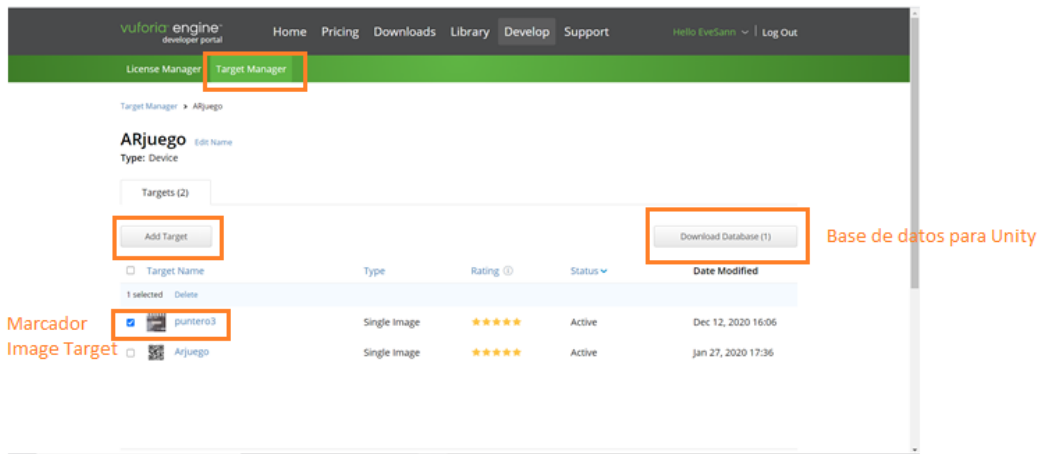 vuforia engine™ Home Pricing Downloads Library Develop Support Hello EveSann | Log Out
developer portal
License Manager Target Manager
Target Manager > ARjuego
ARjuego Edit Name
Type: Device
Targets (2)
Add Target Download Database (1) Base de datos para Unity
Target Name Type Rating Status Date Modified
1 selected Delete
Marcador
Image Target
puntero3 Single Image Active Dec 12, 2020 16:06
Arjuego Single Image Active Jan 27, 2020 17:36